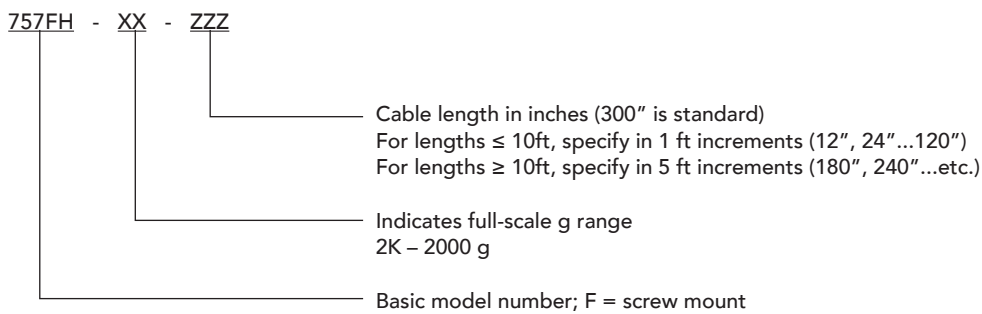 757FH - XX - ZZZ
Cable length in inches (300″ is standard)
For lengths ≤ 10ft, specify in 1 ft increments (12″, 24″...120″)
For lengths ≥ 10ft, specify in 5 ft increments (180″, 240″...etc.)
Indicates full-scale g range
2K – 2000 g
Basic model number; F = screw mount